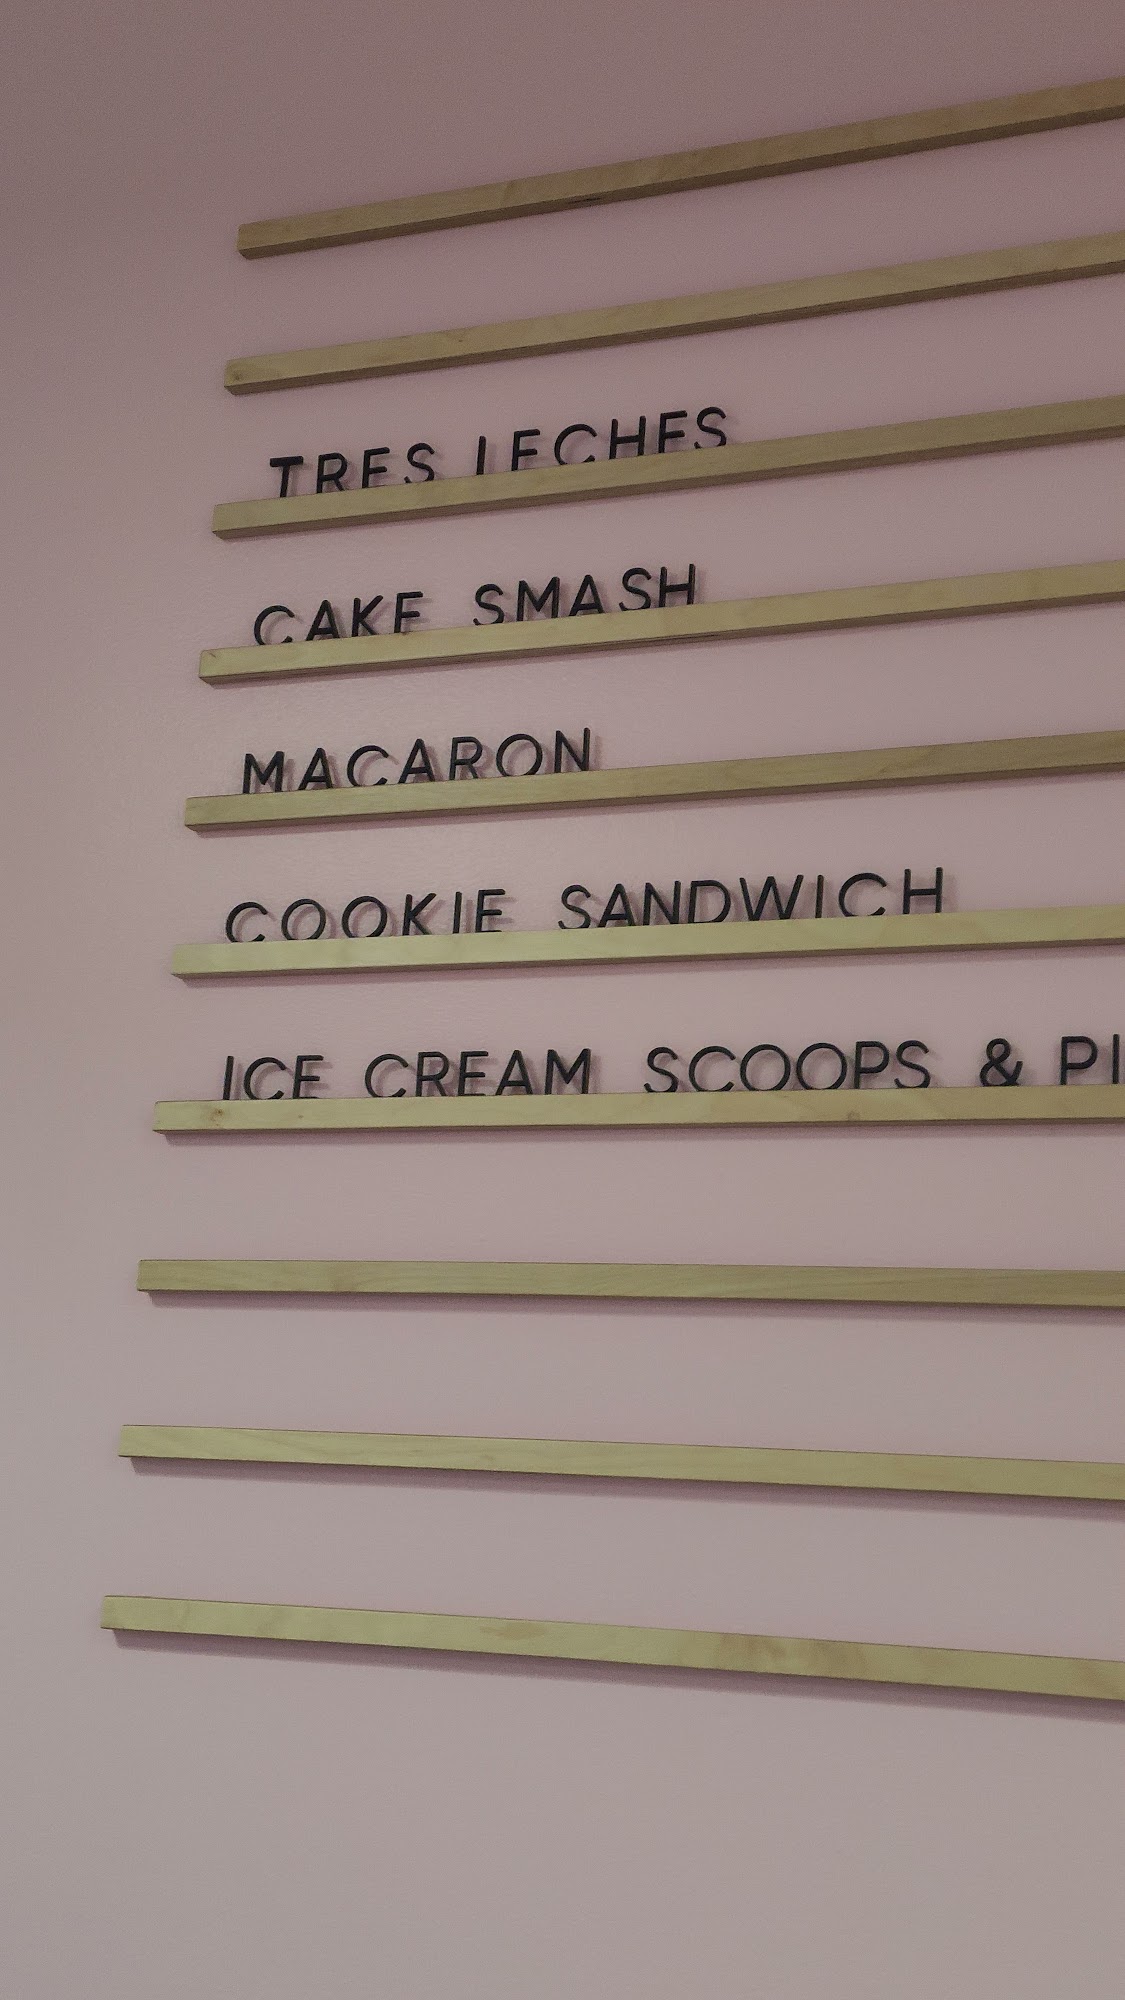 TRES LECHES
CAKE SMASH
MACARON
COOKIE SANDWICH
ICE CREAM SCOOPS &